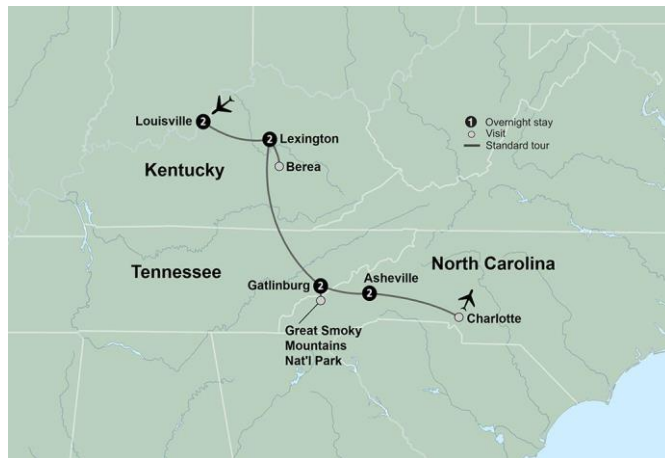 Louisville 2
2 Lexington
Berea
Kentucky
1 Overnight stay
Visit
Standard tour
Tennessee
North Carolina
Asheville
Gatlinburg 2
2
Charlotte
Great Smoky
Mountains
Nat'l Park